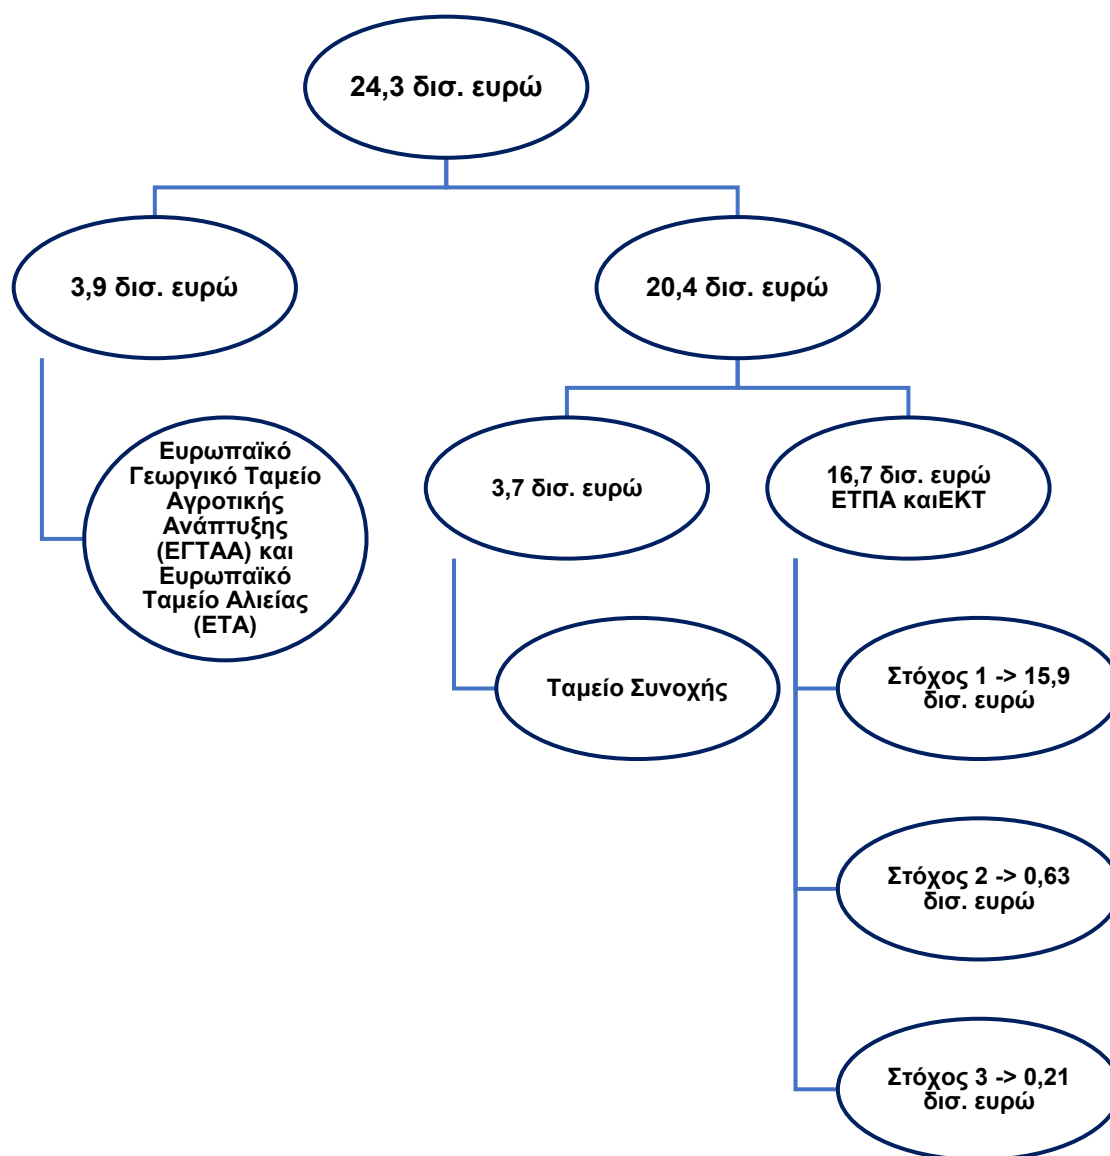 24,3 δισ. ευρώ
3,9 δισ. ευρώ
20,4 δισ. ευρώ
Ευρωπαϊκό
Γεωργικό Ταμείο
Αγροτικής
Ανάπτυξης
(ΕΓΤΑΑ) και
Ευρωπαϊκό
Ταμείο Αλιείας
(ΕΤΑ)
3,7 δισ. ευρώ
16,7 δισ. ευρώ
ΕΤΠΑ καιΕΚΤ
Ταμείο Συνοχής
Στόχος 1 -> 15,9
δισ. ευρώ
Στόχος 2 -> 0,63
δισ. ευρώ
Στόχος 3 -> 0,21
δισ. ευρώ